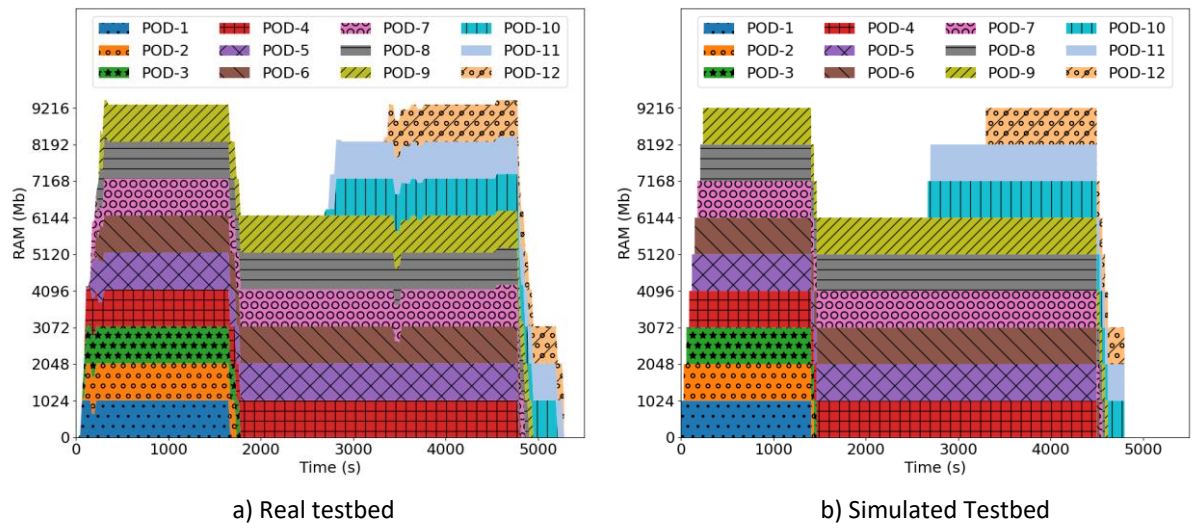 POD-1 POD-4 POD-7 POD-10
POD-2 POD-5 POD-8 POD-11
POD-3 POD-6 POD-9 POD-12
9216
8192
7168
6144
5120
4096
3072
2048
1024
0
RAM (Mb)
0 1000 2000 3000 4000 5000
Time (s)
a) Real testbed
POD-1 POD-4 POD-7 POD-10
POD-2 POD-5 POD-8 POD-11
POD-3 POD-6 POD-9 POD-12
9216
8192
7168
6144
5120
4096
3072
2048
1024
0
RAM (Mb)
0 1000 2000 3000 4000 5000
Time (s)
b) Simulated Testbed